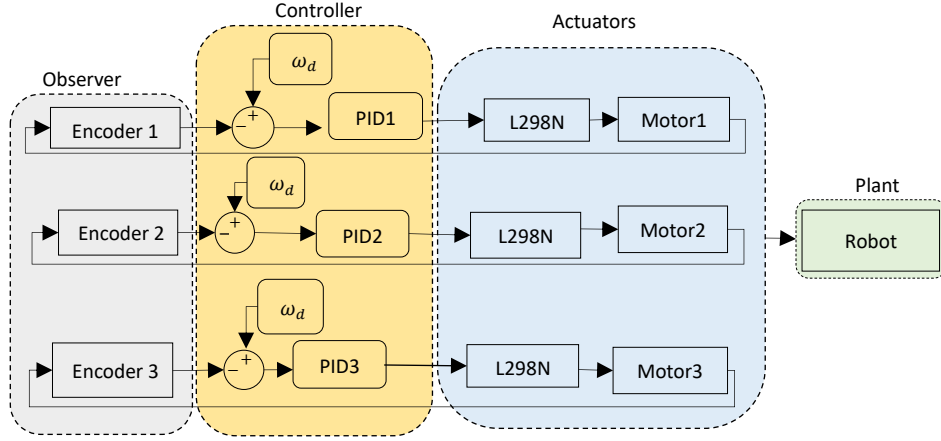 Controller
Actuators
Observer
Plant
ω_d
Encoder 1
− +
PID1
L298N
Motor1
ω_d
Encoder 2
− +
PID2
L298N
Motor2
Robot
ω_d
Encoder 3
− +
PID3
L298N
Motor3